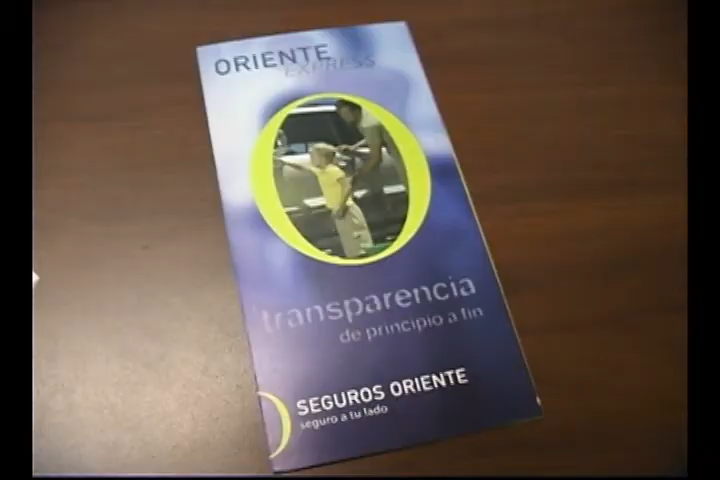 ORIENTE
EXPRESS
transparencia
de principio a fin
SEGUROS ORIENTE
seguro a tu lado